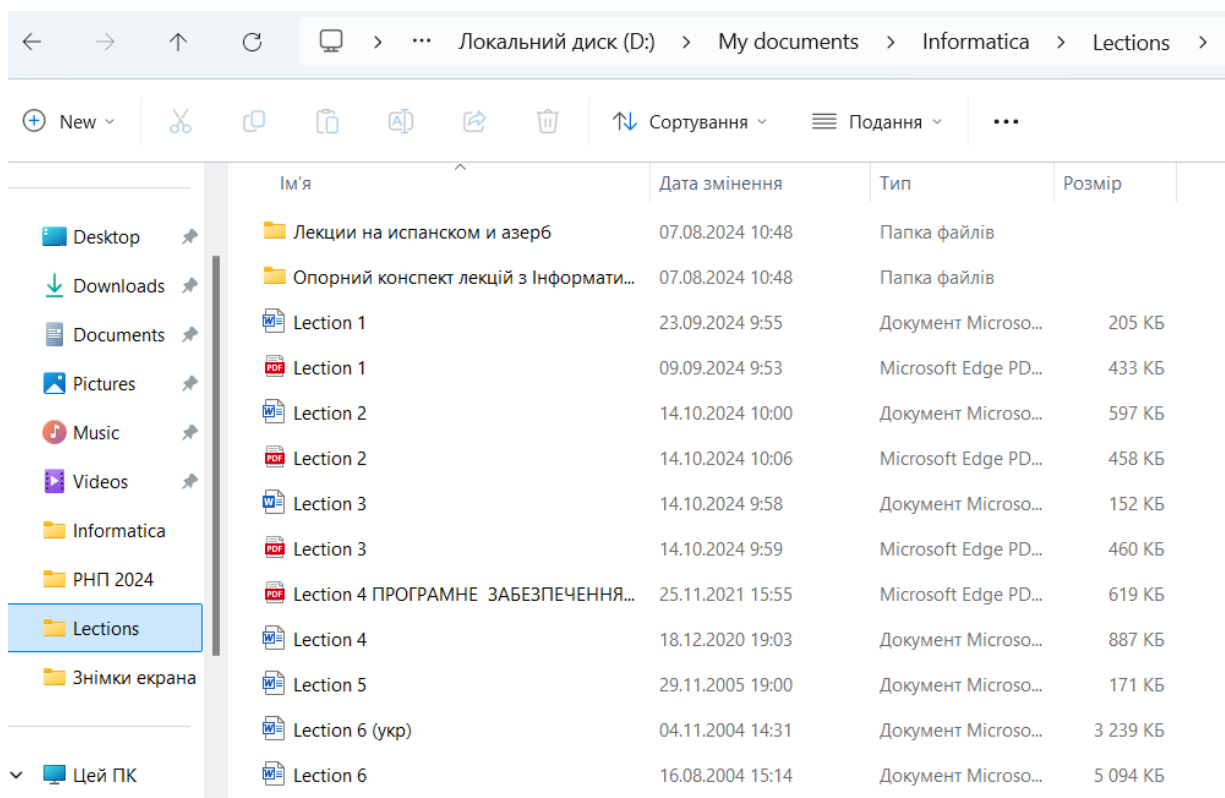 Локальний диск (D:) > My documents > Informatica > Lections >
New Сортування Подання
Ім'я Дата змінення Тип Розмір
Desktop
Downloads
Documents
Pictures
Music
Videos
Informatica
РНП 2024
Lections
Знімки екрана
Цей ПК
Лекции на испанском и азерб 07.08.2024 10:48 Папка файлів
Опорний конспект лекцій з Інформати... 07.08.2024 10:48 Папка файлів
Lection 1 23.09.2024 9:55 Документ Microso... 205 КБ
Lection 1 09.09.2024 9:53 Microsoft Edge PD... 433 КБ
Lection 2 14.10.2024 10:00 Документ Microso... 597 КБ
Lection 2 14.10.2024 10:06 Microsoft Edge PD... 458 КБ
Lection 3 14.10.2024 9:58 Документ Microso... 152 КБ
Lection 3 14.10.2024 9:59 Microsoft Edge PD... 460 КБ
Lection 4 ПРОГРАМНЕ ЗАБЕЗПЕЧЕННЯ... 25.11.2021 15:55 Microsoft Edge PD... 619 КБ
Lection 4 18.12.2020 19:03 Документ Microso... 887 КБ
Lection 5 29.11.2005 19:00 Документ Microso... 171 КБ
Lection 6 (укр) 04.11.2004 14:31 Документ Microso... 3 239 КБ
Lection 6 16.08.2004 15:14 Документ Microso... 5 094 КБ